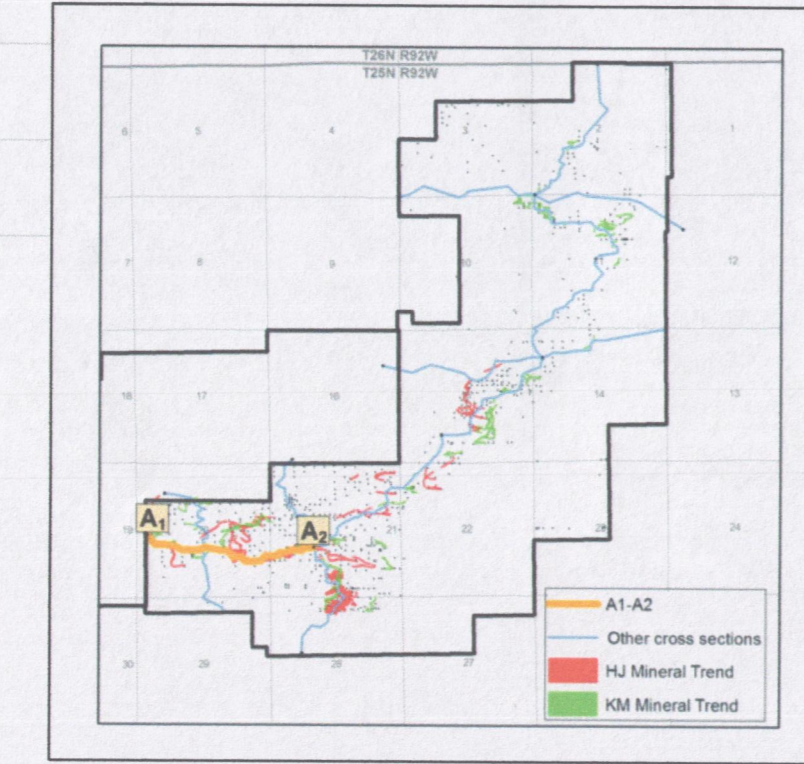 T26N R92W
T25N R92W
6 5 4 3 2 1
7 8 9 10 11 12
18 17 16 14 13
A1 19 A2 21 22 23 24
30 29 28 27
A1-A2
Other cross sections
HJ Mineral Trend
KM Mineral Trend